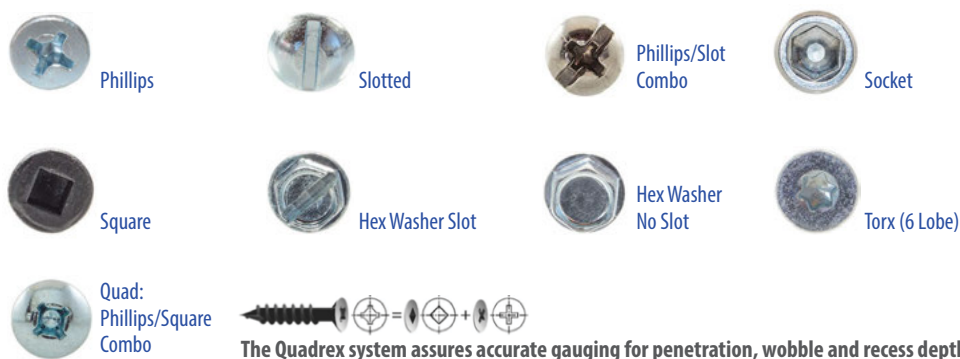 Phillips
Slotted
Phillips/Slot
Combo
Socket
Square
Hex Washer Slot
Hex Washer
No Slot
Torx (6 Lobe)
Quad:
Phillips/Square
Combo
= +
The Quadrex system assures accurate gauging for penetration, wobble and recess depth